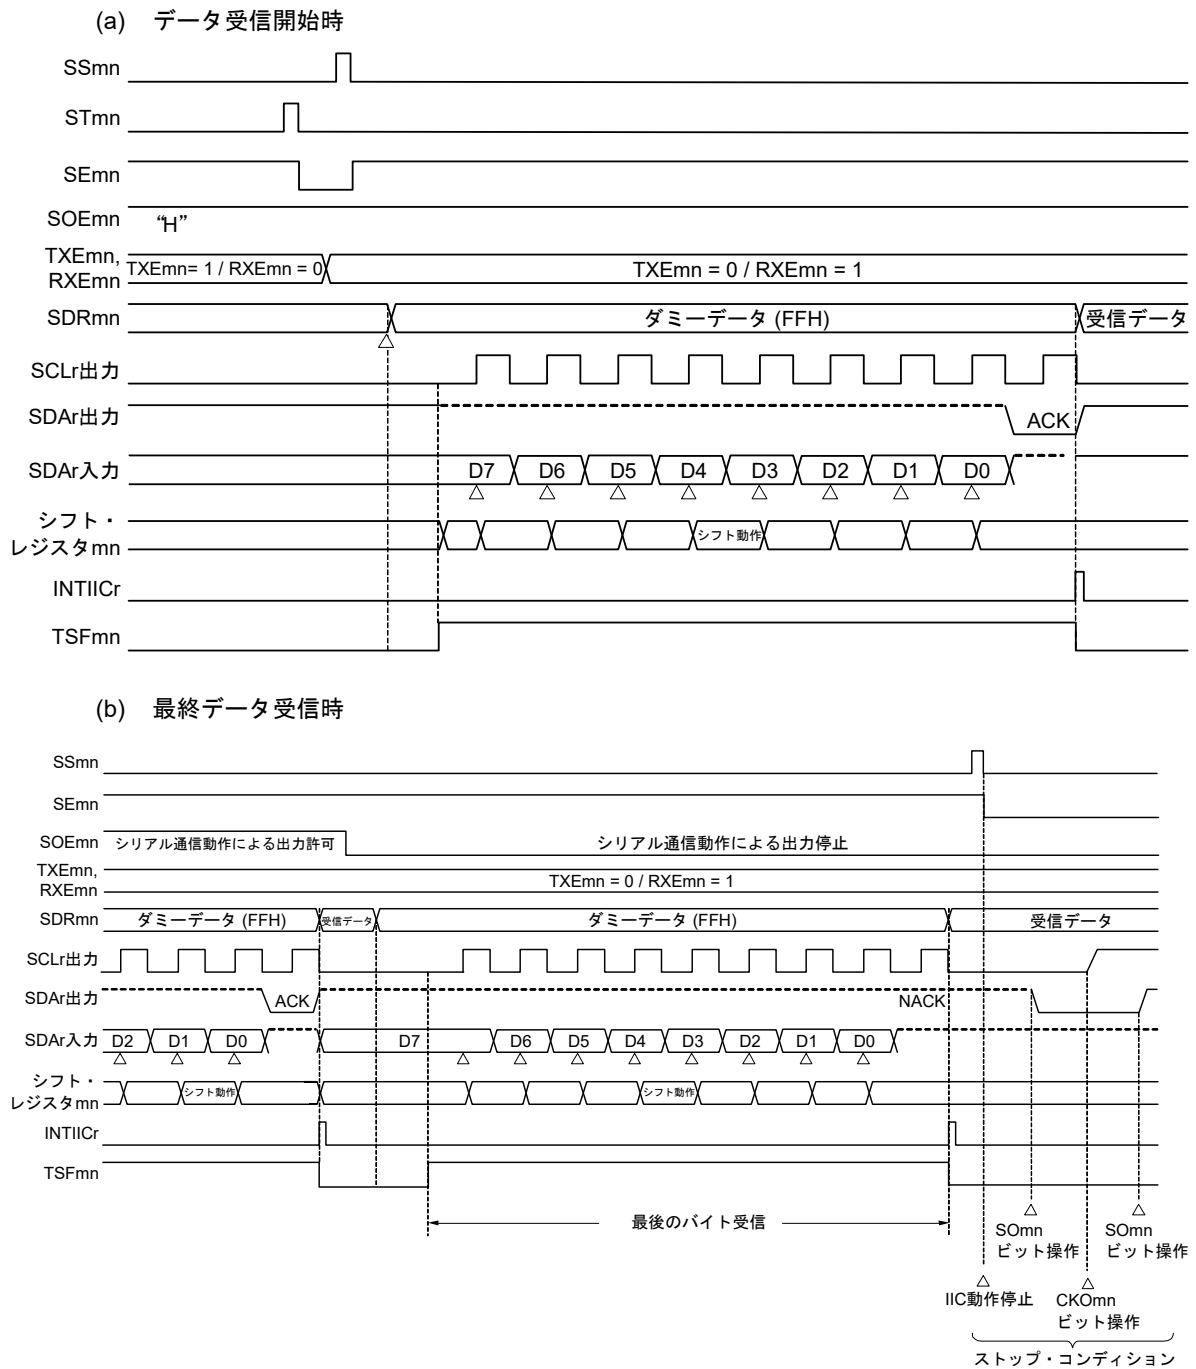 (a) データ受信開始時
SSmn
STmn
SEmn
SOEmn “H”
TXEmn,
RXEmn
TXEmn= 1 / RXEmn = 0 TXEmn = 0 / RXEmn = 1
SDRmn ダミーデータ (FFH) 受信データ
SCLr出力
SDAr出力 ACK
SDAr入力 D7 D6 D5 D4 D3 D2 D1 D0
シフト・
レジスタmn
シフト動作
INTIICr
TSFmn
(b) 最終データ受信時
SSmn
SEmn
SOEmn シリアル通信動作による出力許可 シリアル通信動作による出力停止
TXEmn,
RXEmn
TXEmn = 0 / RXEmn = 1
SDRmn ダミーデータ (FFH) 受信データ ダミーデータ (FFH) 受信データ
SCLr出力
SDAr出力 ACK NACK
SDAr入力 D2 D1 D0 D7 D6 D5 D4 D3 D2 D1 D0
シフト・
レジスタmn
シフト動作 シフト動作
INTIICr
TSFmn
最後のバイト受信
SOmn
ビット操作
SOmn
ビット操作
IIC動作停止
CKOmn
ビット操作
ストップ・コンディション